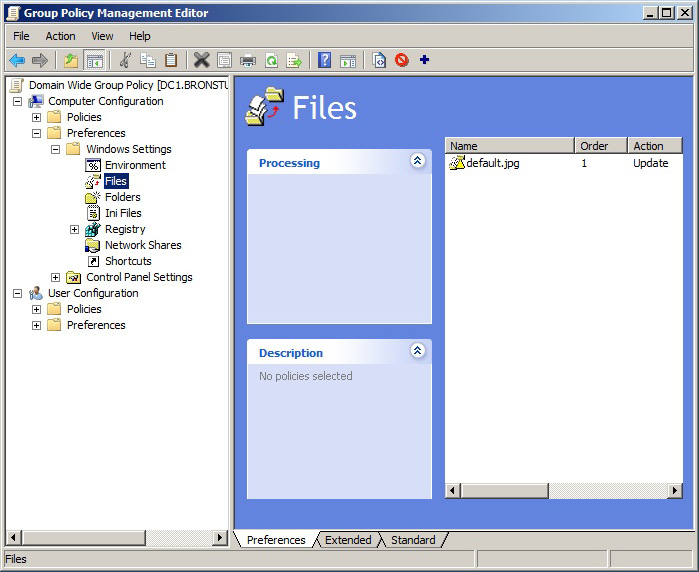 Group Policy Management Editor
File Action View Help
Domain Wide Group Policy [DC1.BRONSTU
Computer Configuration
Policies
Preferences
Windows Settings
Environment
Files
Folders
Ini Files
Registry
Network Shares
Shortcuts
Control Panel Settings
User Configuration
Policies
Preferences
Files
Processing
Description
No policies selected
Name Order Action
default.jpg 1 Update
Preferences Extended Standard
Files